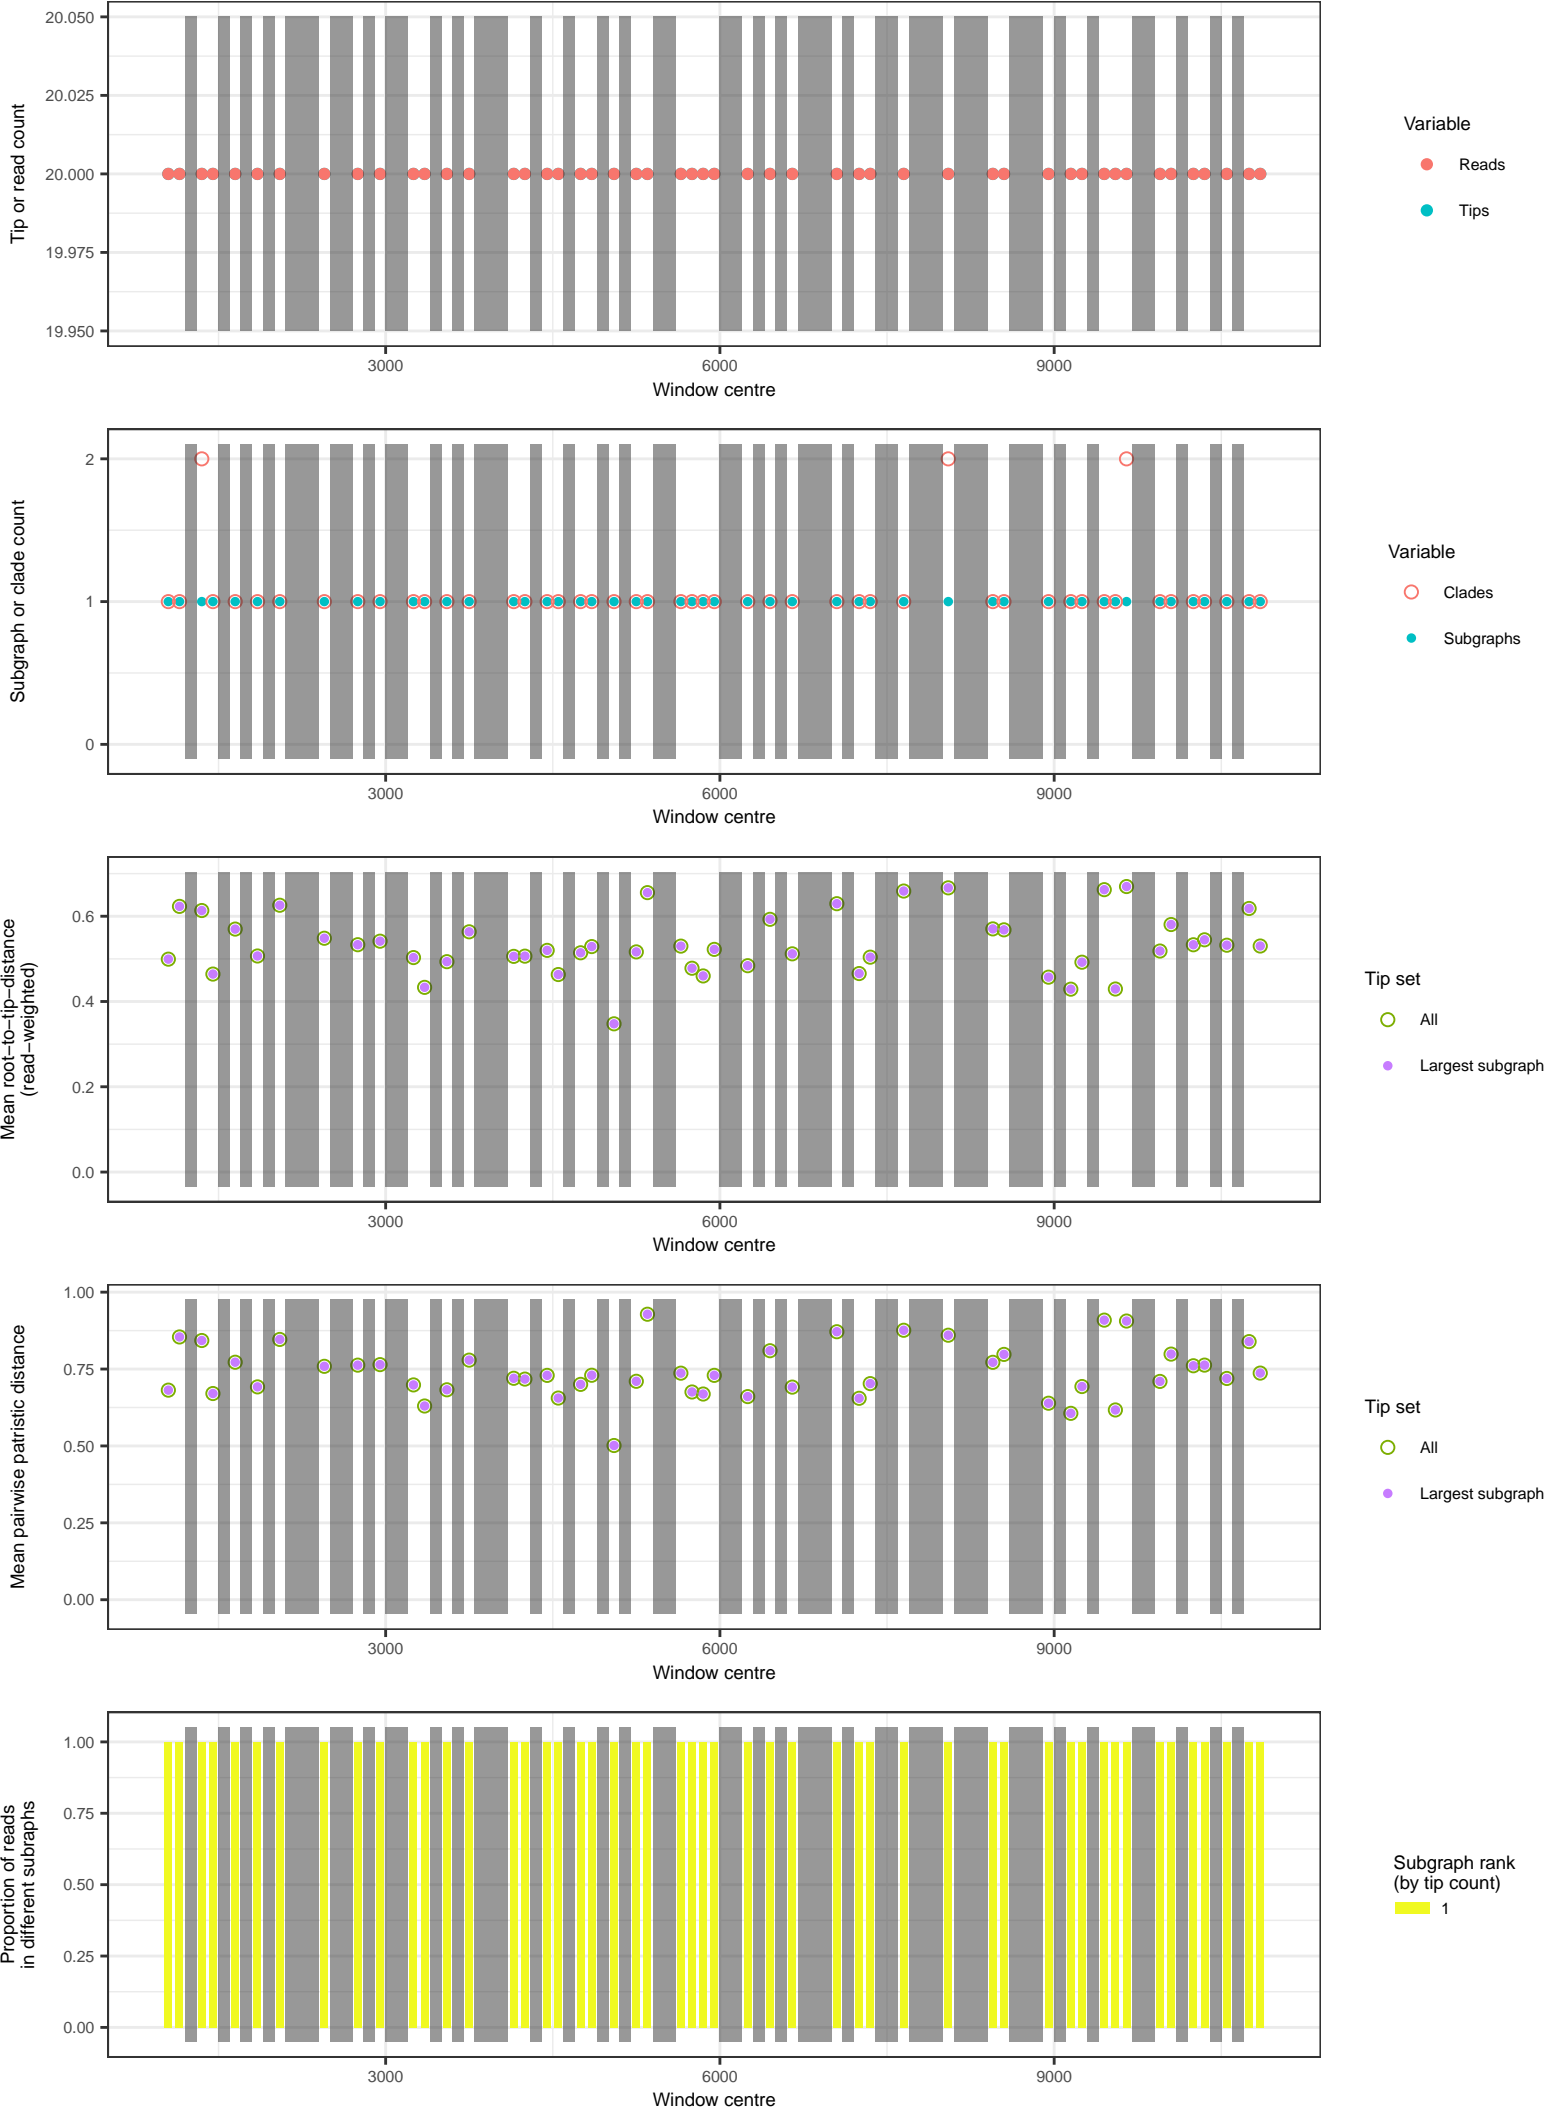 20.050
20.025
20.000
19.975
19.950
Tip or read count
3000
6000
9000
Window centre
Variable
Reads
Tips
2
1
0
Subgraph or clade count
3000
6000
9000
Window centre
Variable
Clades
Subgraphs
0.6
0.4
0.2
0.0
Mean root−to−tip−distance
(read−weighted)
3000
6000
9000
Window centre
Tip set
All
Largest subgraph
1.00
0.75
0.50
0.25
0.00
Mean pairwise patristic distance
3000
6000
9000
Window centre
Tip set
All
Largest subgraph
1.00
0.75
0.50
0.25
0.00
Proportion of reads
in different subraphs
3000
6000
9000
Window centre
Subgraph rank
(by tip count)
1